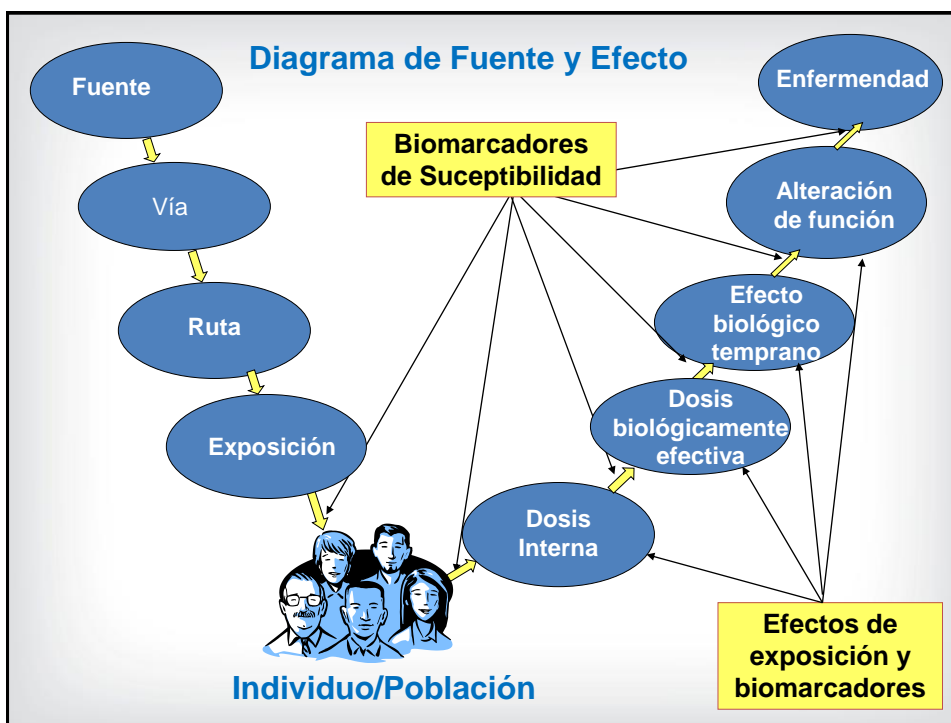 Diagrama de Fuente y Efecto
Fuente
Vía
Ruta
Exposición
Individuo/Población
Biomarcadores
de Suceptibilidad
Dosis
Interna
Dosis
biológicamente
efectiva
Efecto
biológico
temprano
Alteración
de función
Enfermendad
Efectos de
exposición y
biomarcadores